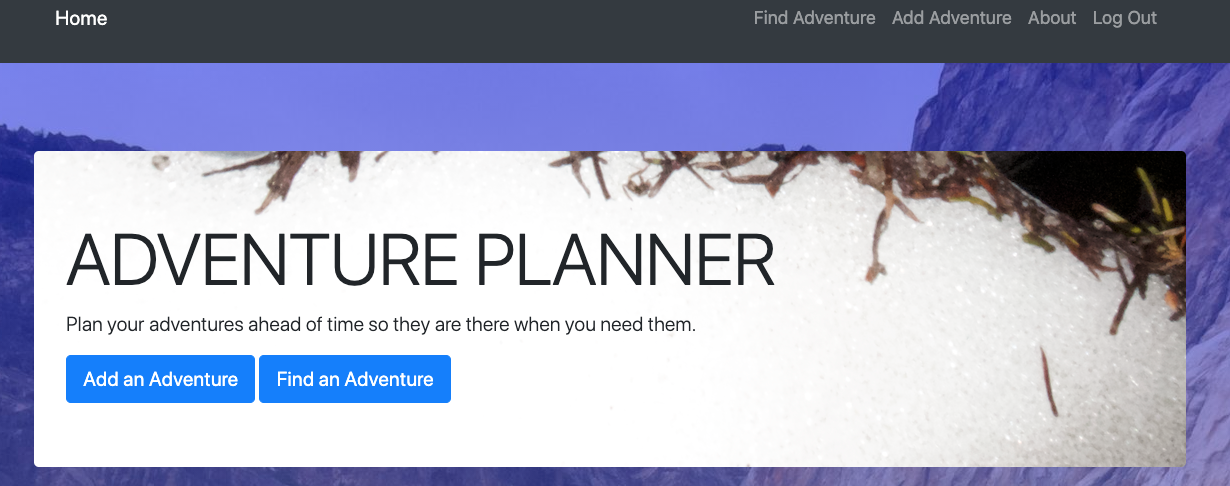 Home Find Adventure Add Adventure About Log Out
ADVENTURE PLANNER
Plan your adventures ahead of time so they are there when you need them.
Add an Adventure Find an Adventure